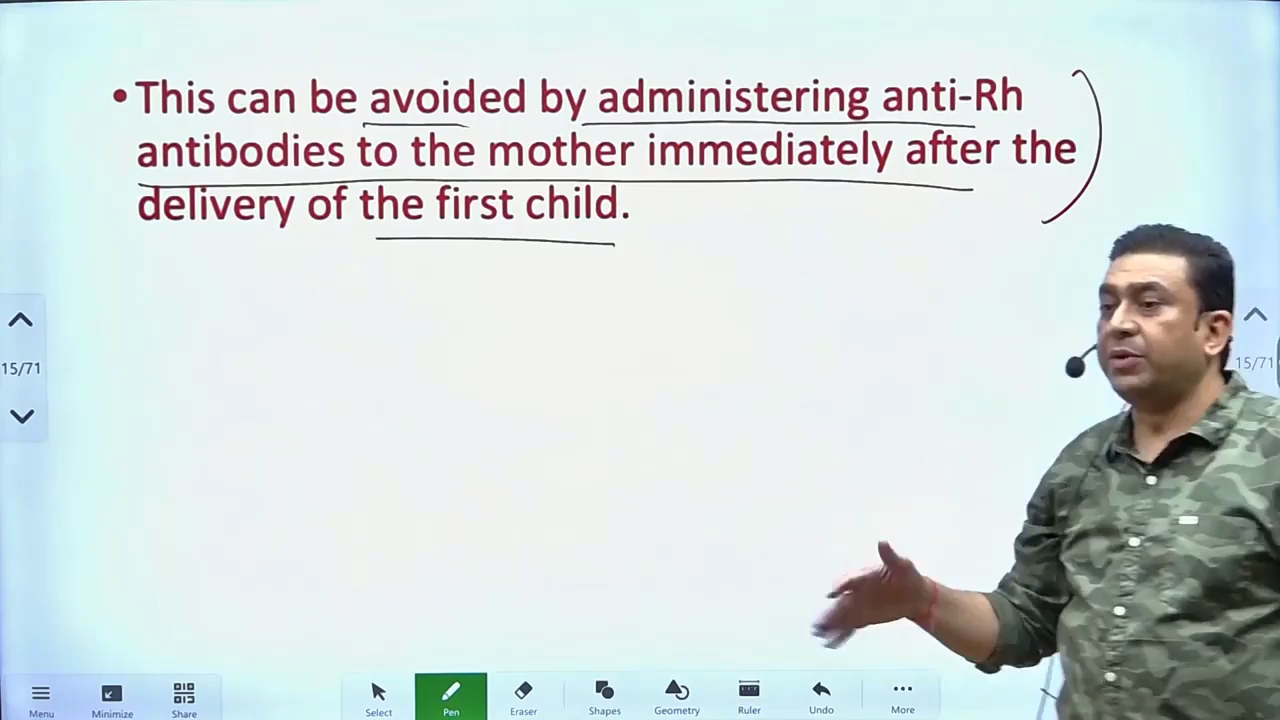 • This can be avoided by administering anti-Rh
antibodies to the mother immediately after the
delivery of the first child.
15/71
15/71
Menu
Minimize
Share
Select
Pen
Eraser
Shapes
Geometry
Ruler
Undo
More